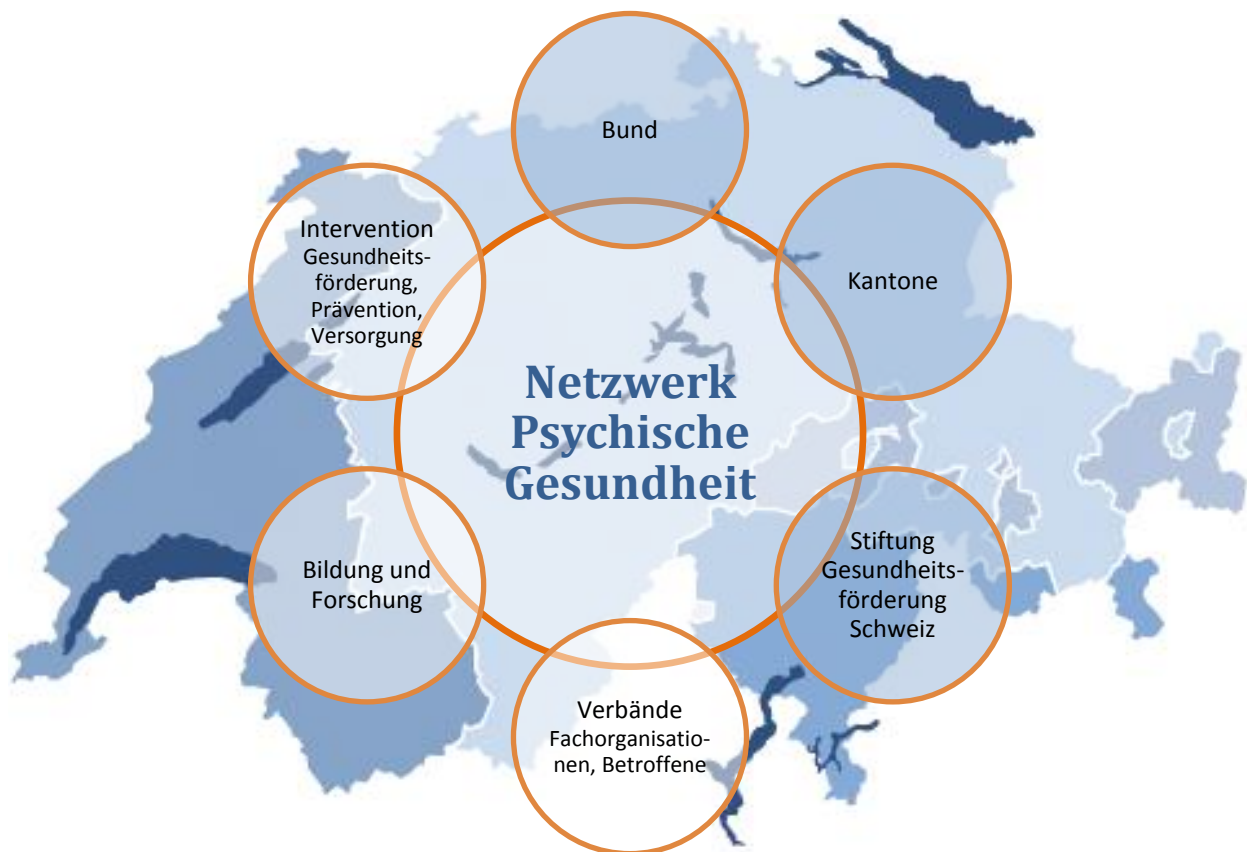 Bund
Kantone
Stiftung
Gesundheits-
förderung
Schweiz
Verbände
Fachorganisatio-
nen, Betroffene
Bildung und
Forschung
Intervention
Gesundheits-
förderung,
Prävention,
Versorgung
Netzwerk
Psychische
Gesundheit